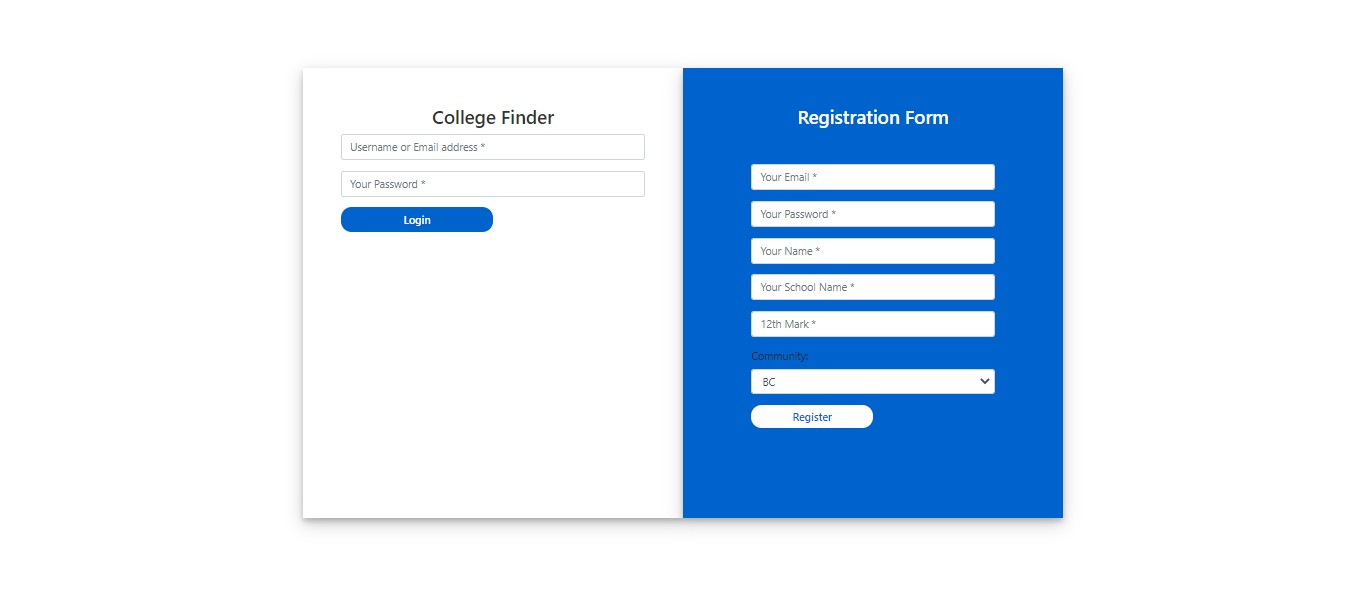 College Finder
Username or Email address *
Your Password *
Login
Registration Form
Your Email *
Your Password *
Your Name *
Your School Name *
12th Mark *
Community:
BC
Register